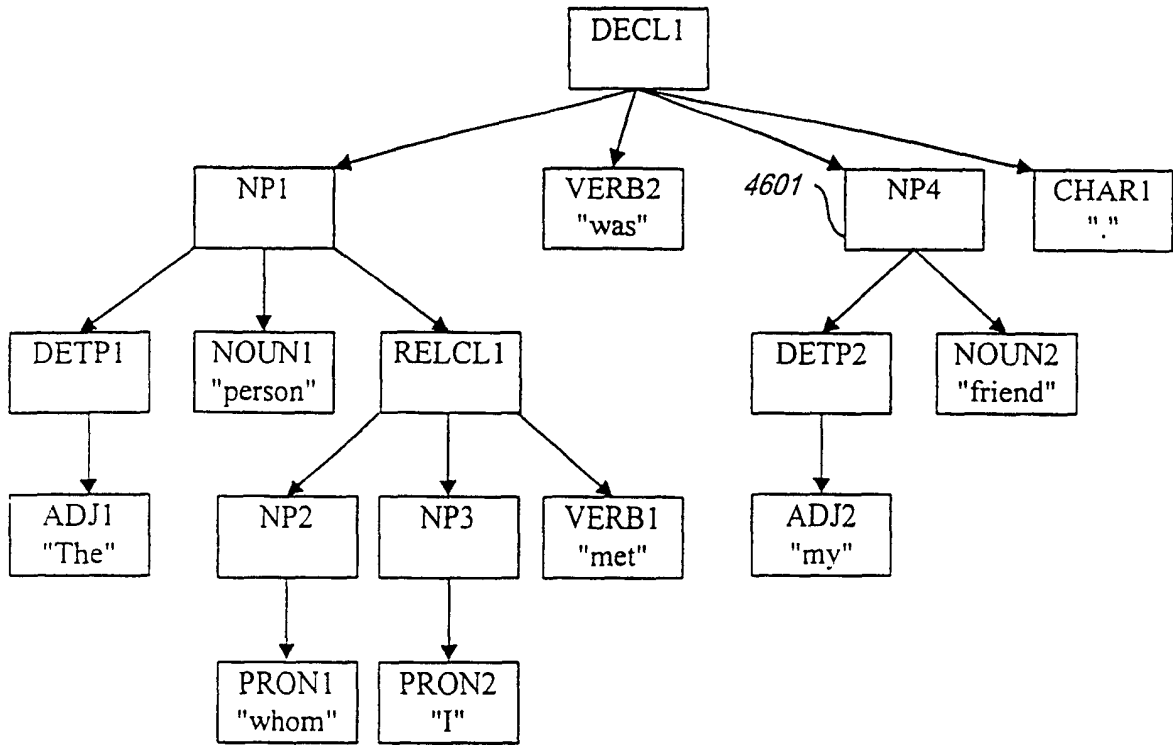 DECL1
NP1
VERB2
"was"
4601
NP4
CHAR1
"."
DETP1
NOUN1
"person"
RELCL1
DETP2
NOUN2
"friend"
ADJ1
"The"
NP2
NP3
VERB1
"met"
ADJ2
"my"
PRON1
"whom"
PRON2
"I"